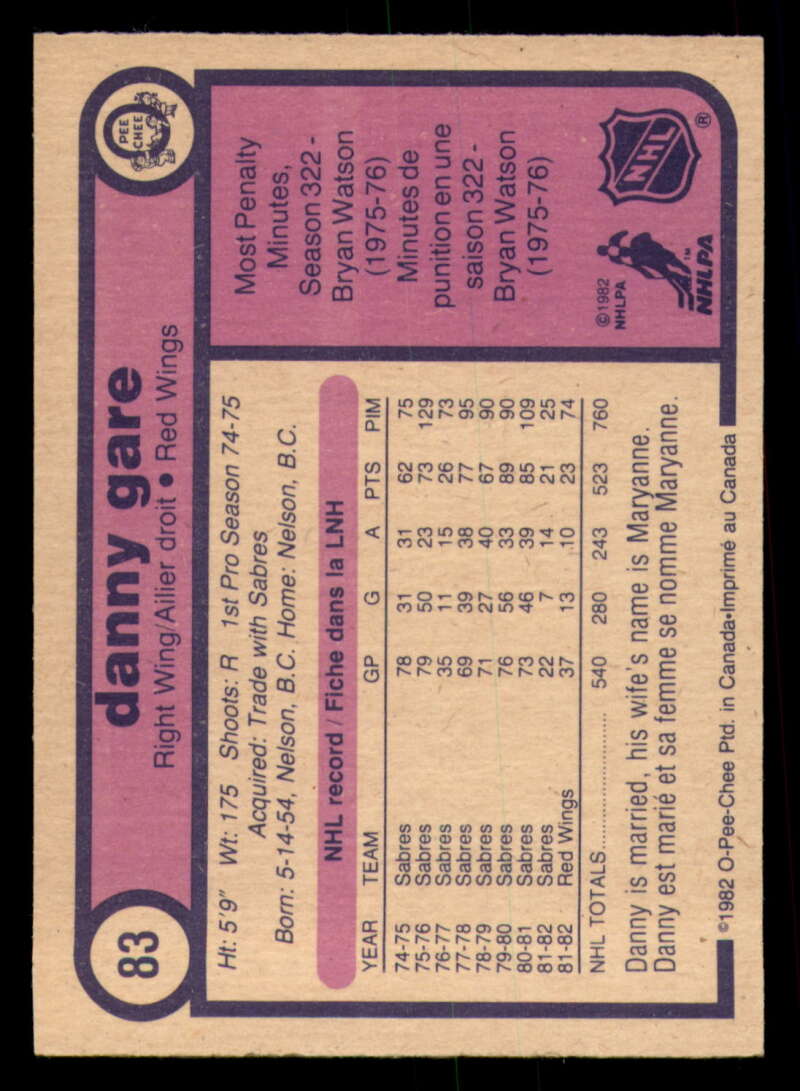 83
danny gare
Right Wing/Ailier droit • Red Wings
O
PEE
CHEE
Ht: 5'9" Wt: 175 Shoots: R 1st Pro Season 74-75
Acquired: Trade with Sabres
Born: 5-14-54, Nelson, B.C. Home: Nelson, B.C.
NHL record / Fiche dans la LNH
YEAR TEAM GP G A PTS PIM
74-75 Sabres 78 31 31 62 75
75-76 Sabres 79 50 23 73 129
76-77 Sabres 35 11 15 26 73
77-78 Sabres 69 39 38 77 95
78-79 Sabres 71 27 40 67 90
79-80 Sabres 76 56 33 89 90
80-81 Sabres 73 46 39 85 109
81-82 Sabres 22 7 14 21 25
81-82 Red Wings 37 13 10 23 74
NHL TOTALS.................... 540 280 243 523 760
Danny is married, his wife's name is Maryanne.
Danny est marié et sa femme se nomme Maryanne.
Most Penalty
Minutes,
Season 322 -
Bryan Watson
(1975-76)
Minutes de
punition en une
saison 322 -
Bryan Watson
(1975-76)
©1982
NHLPA
NHLPA™
NHL
®
©1982 O-Pee-Chee Ptd. in Canada•Imprimé au Canada